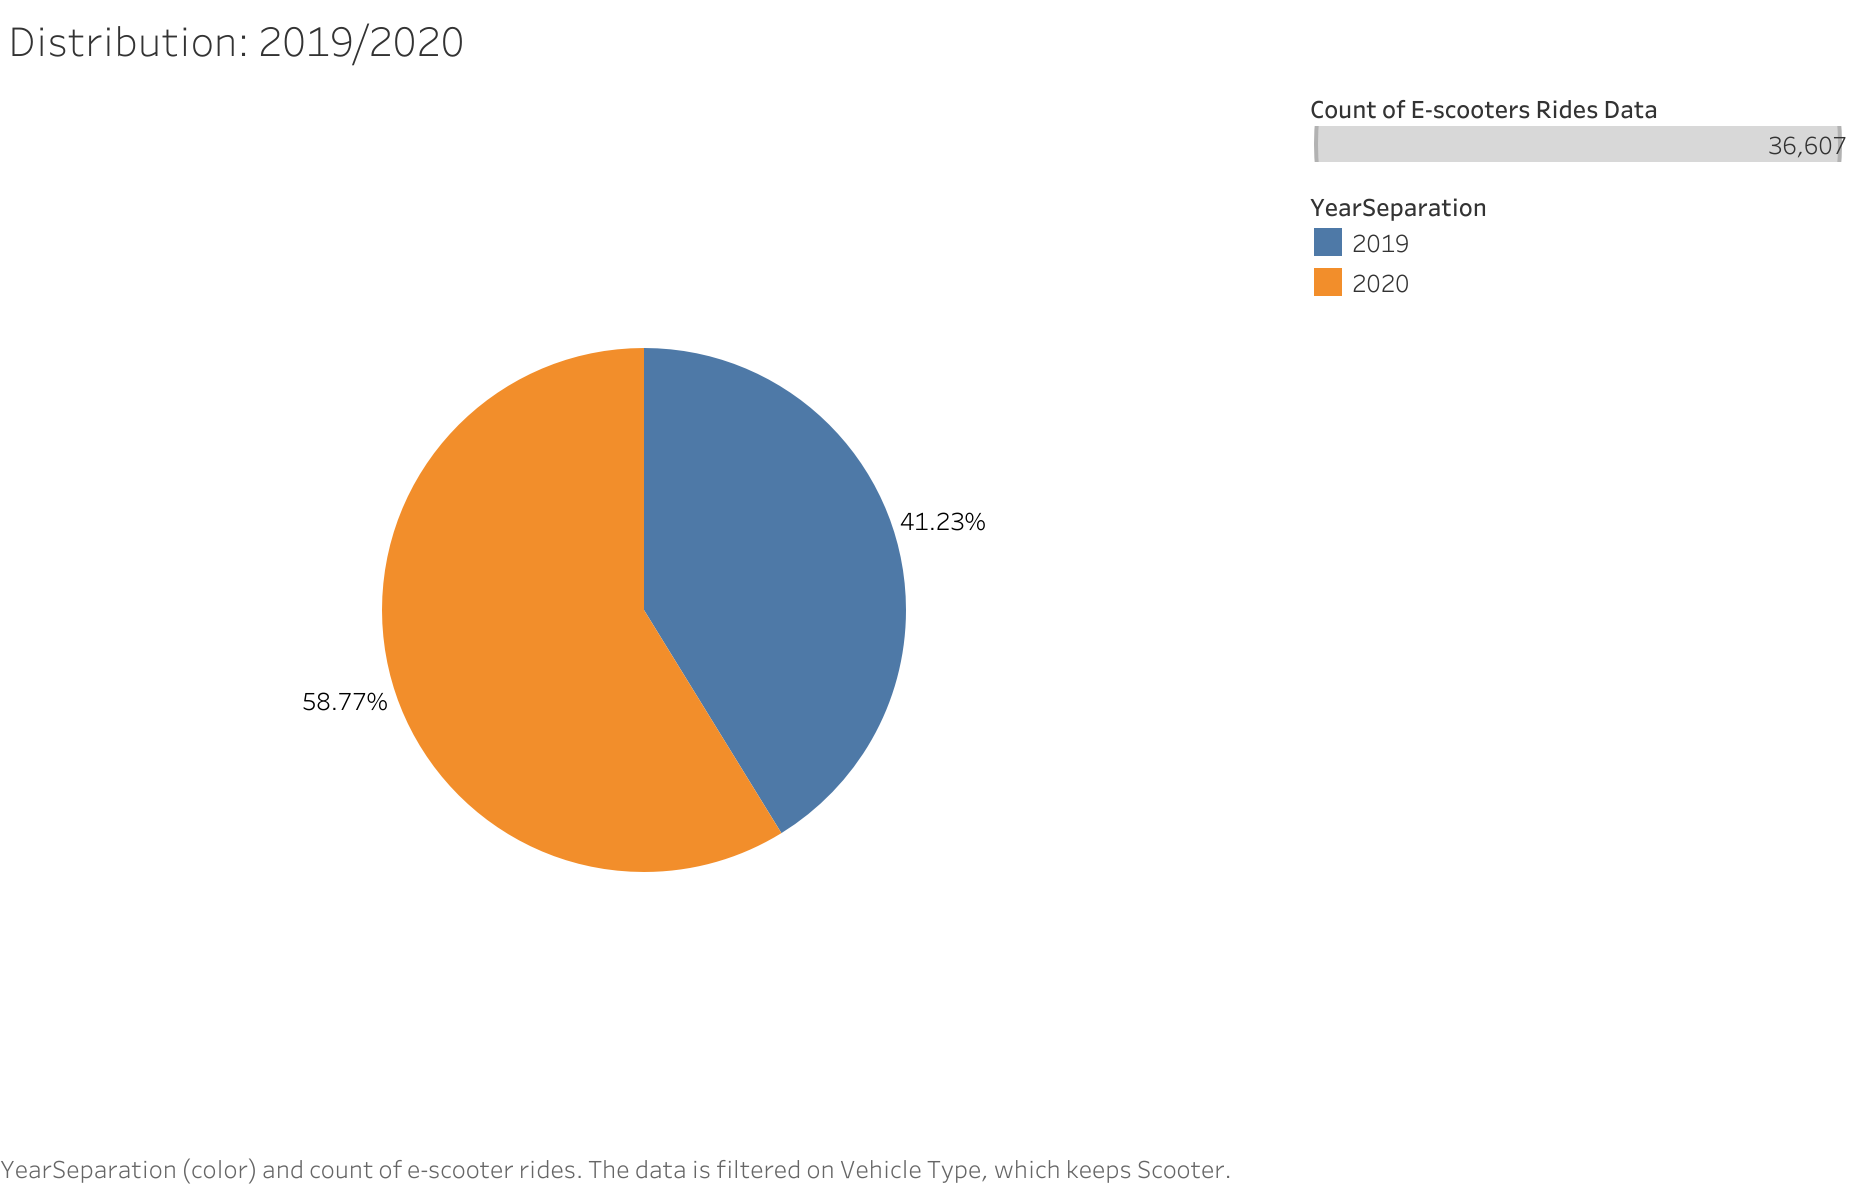 Distribution: 2019/2020
Count of E-scooters Rides Data
36,607
YearSeparation
2019
2020
41.23%
58.77%
YearSeparation (color) and count of e-scooter rides. The data is filtered on Vehicle Type, which keeps Scooter.